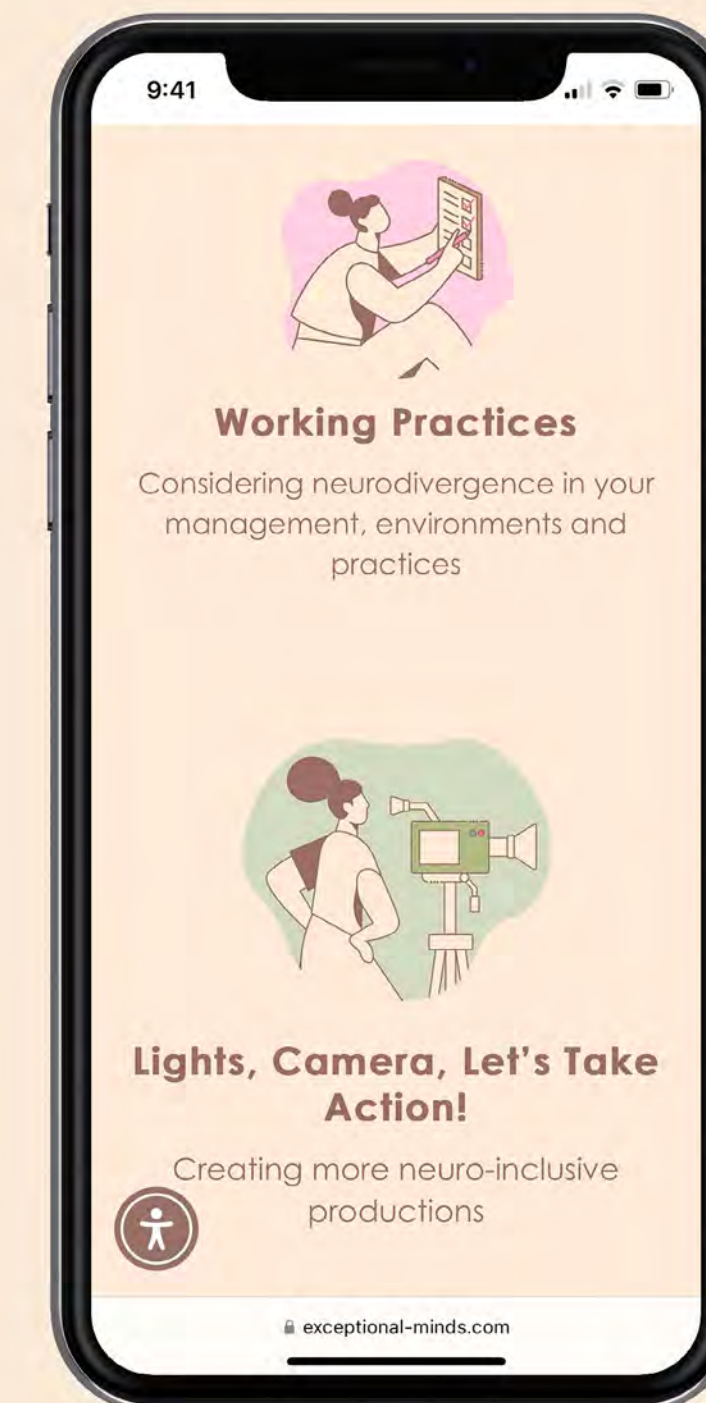 9:41
Working Practices
Considering neurodivergence in your
management, environments and
practices
Lights, Camera, Let’s Take
Action!
Creating more neuro-inclusive
productions
exceptional-minds.com